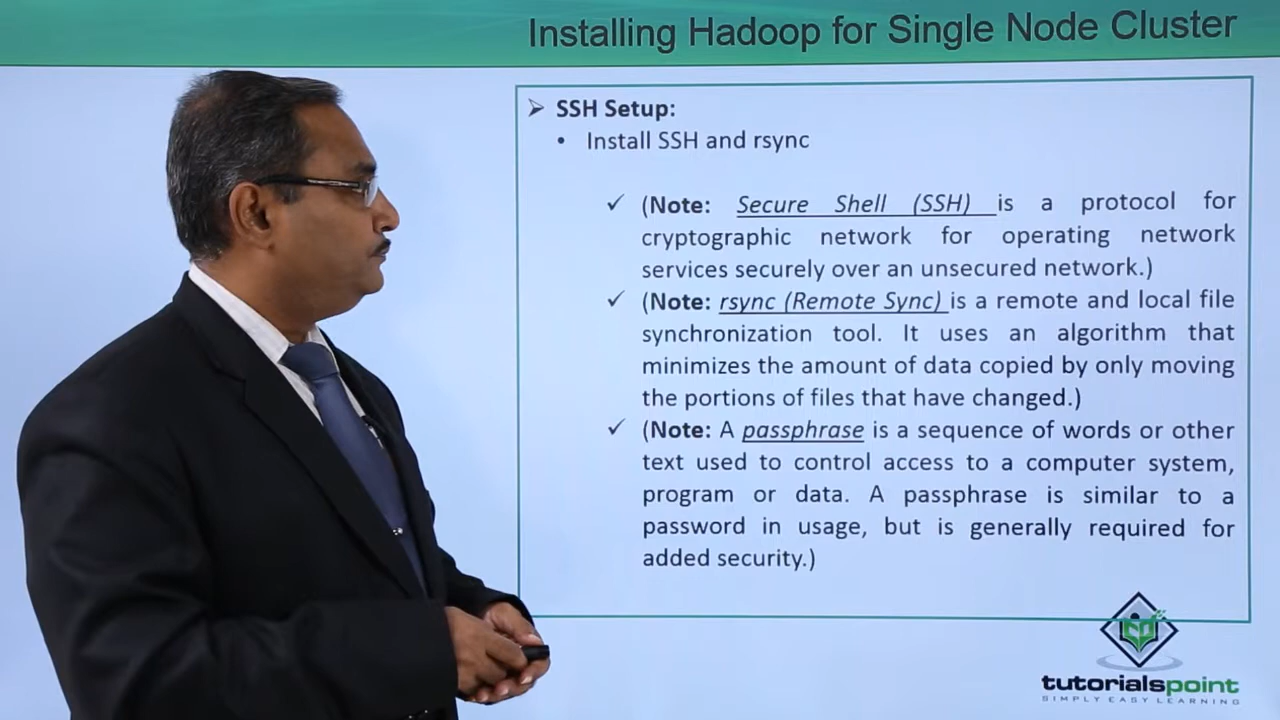 Installing Hadoop for Single Node Cluster
➢ SSH Setup:
• Install SSH and rsync
✓ (Note: Secure Shell (SSH) is a protocol for
cryptographic network for operating network
services securely over an unsecured network.)
✓ (Note: rsync (Remote Sync) is a remote and local file
synchronization tool. It uses an algorithm that
minimizes the amount of data copied by only moving
the portions of files that have changed.)
✓ (Note: A passphrase is a sequence of words or other
text used to control access to a computer system,
program or data. A passphrase is similar to a
password in usage, but is generally required for
added security.)
tutorialspoint
SIMPLY EASY LEARNING